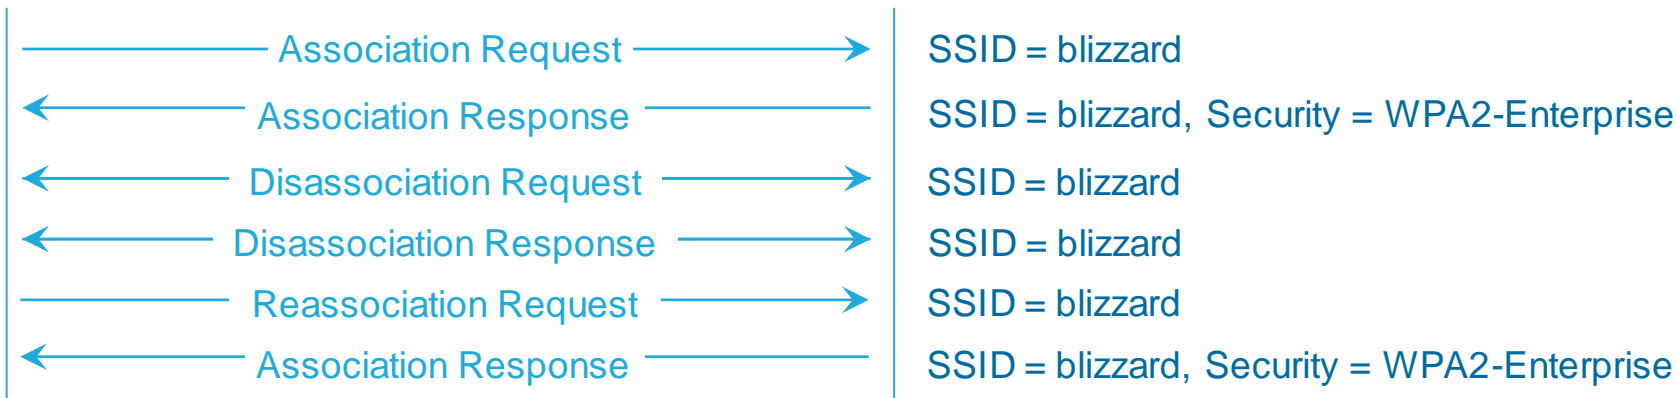 Association Request SSID = blizzard
Association Response SSID = blizzard, Security = WPA2-Enterprise
Disassociation Request SSID = blizzard
Disassociation Response SSID = blizzard
Reassociation Request SSID = blizzard
Association Response SSID = blizzard, Security = WPA2-Enterprise